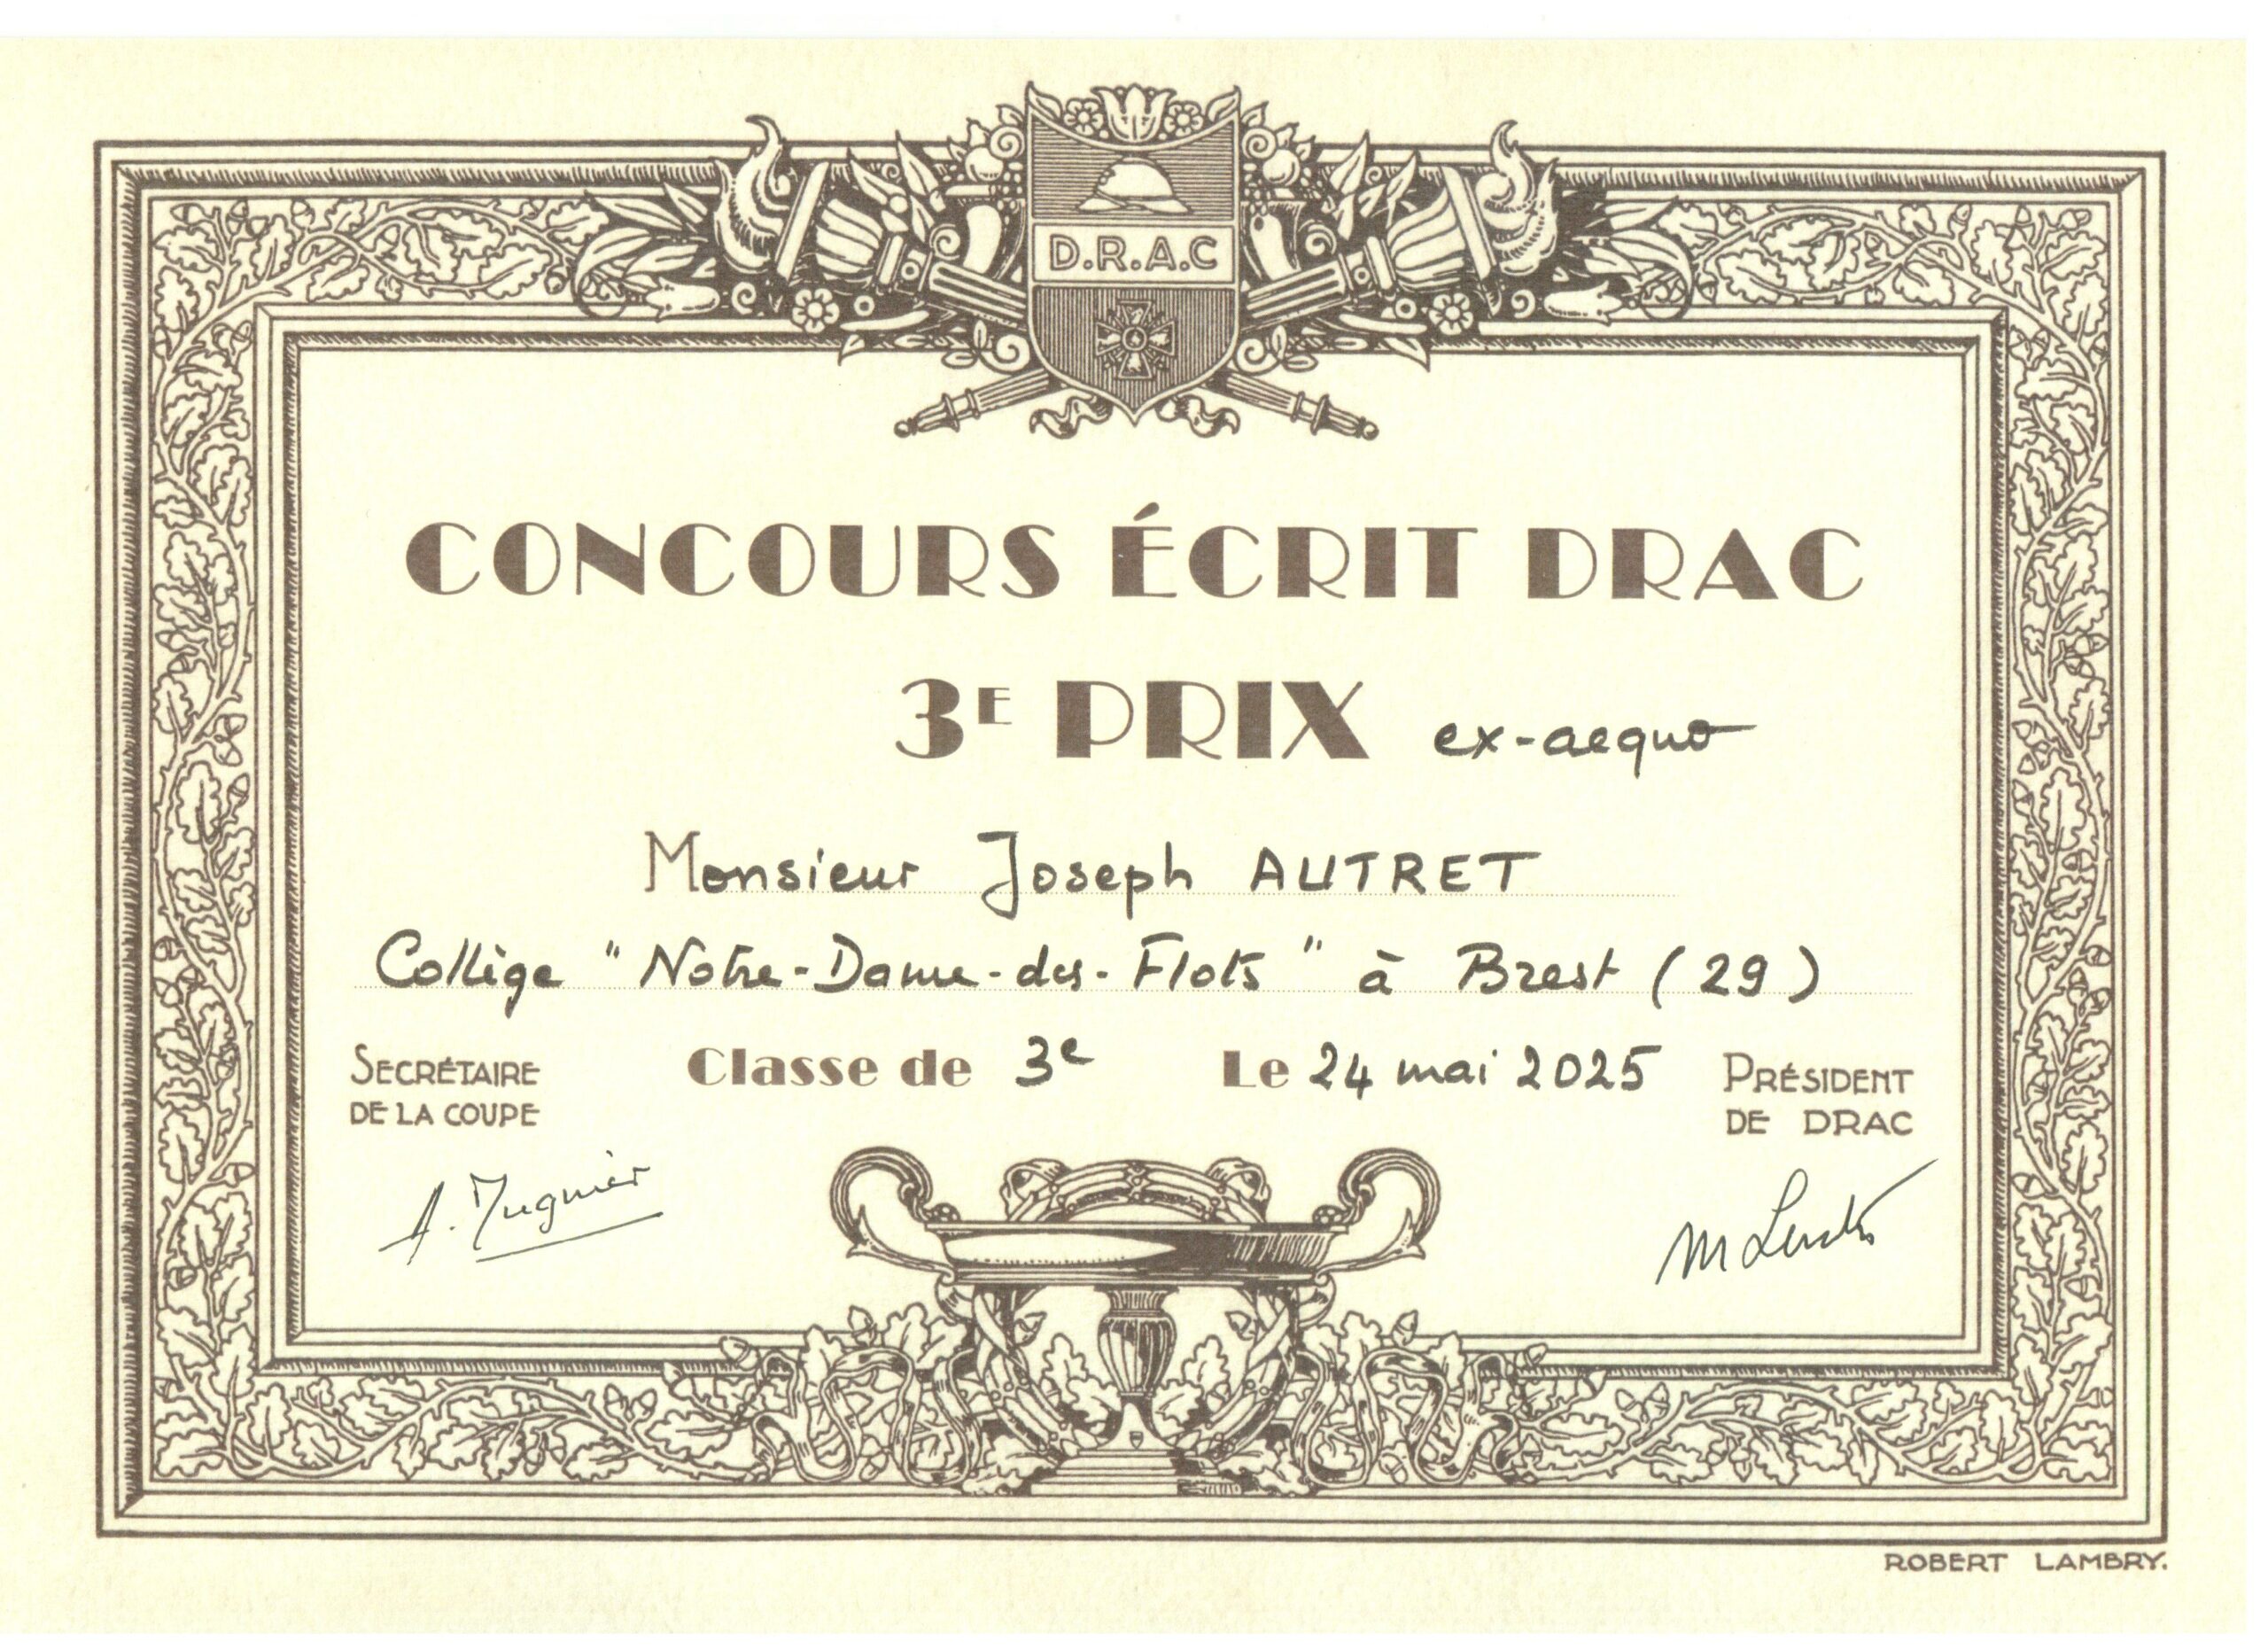 D.R.A.C
CONCOURS ÉCRIT DRAC
3E PRIX ex-aequo
Monsieur Joseph AUTRET
Collège "Notre-Dame-des-Flots" à Brest (29)
Classe de 3e Le 24 mai 2025
SECRÉTAIRE
DE LA COUPE
PRÉSIDENT
DE DRAC
A. Mugnier
ROBERT LAMBRY.